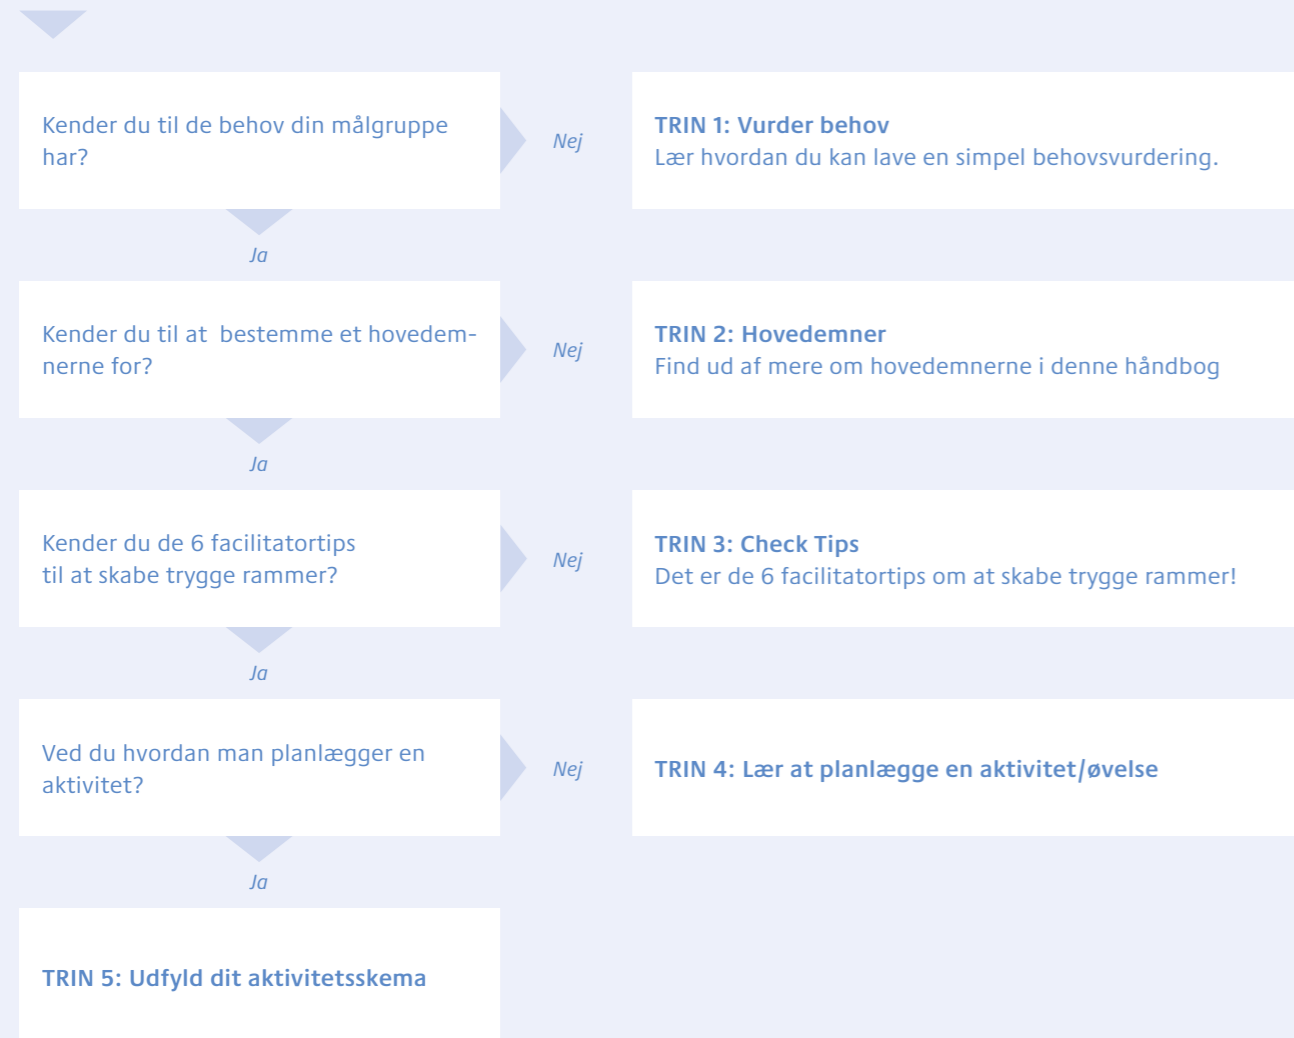 Kender du til de behov din målgruppe
har?
Nej
TRIN 1: Vurder behov
Lær hvordan du kan lave en simpel behovsvurdering.
Ja
Kender du til at  bestemme et hovedem-
nerne for?
Nej
TRIN 2: Hovedemner
Find ud af mere om hovedemnerne i denne håndbog
Ja
Kender du de 6 facilitatortips
til at skabe trygge rammer?
Nej
TRIN 3: Check Tips
Det er de 6 facilitatortips om at skabe trygge rammer!
Ja
Ved du hvordan man planlægger en
aktivitet?
Nej
TRIN 4: Lær at planlægge en aktivitet/øvelse
Ja
TRIN 5: Udfyld dit aktivitetsskema